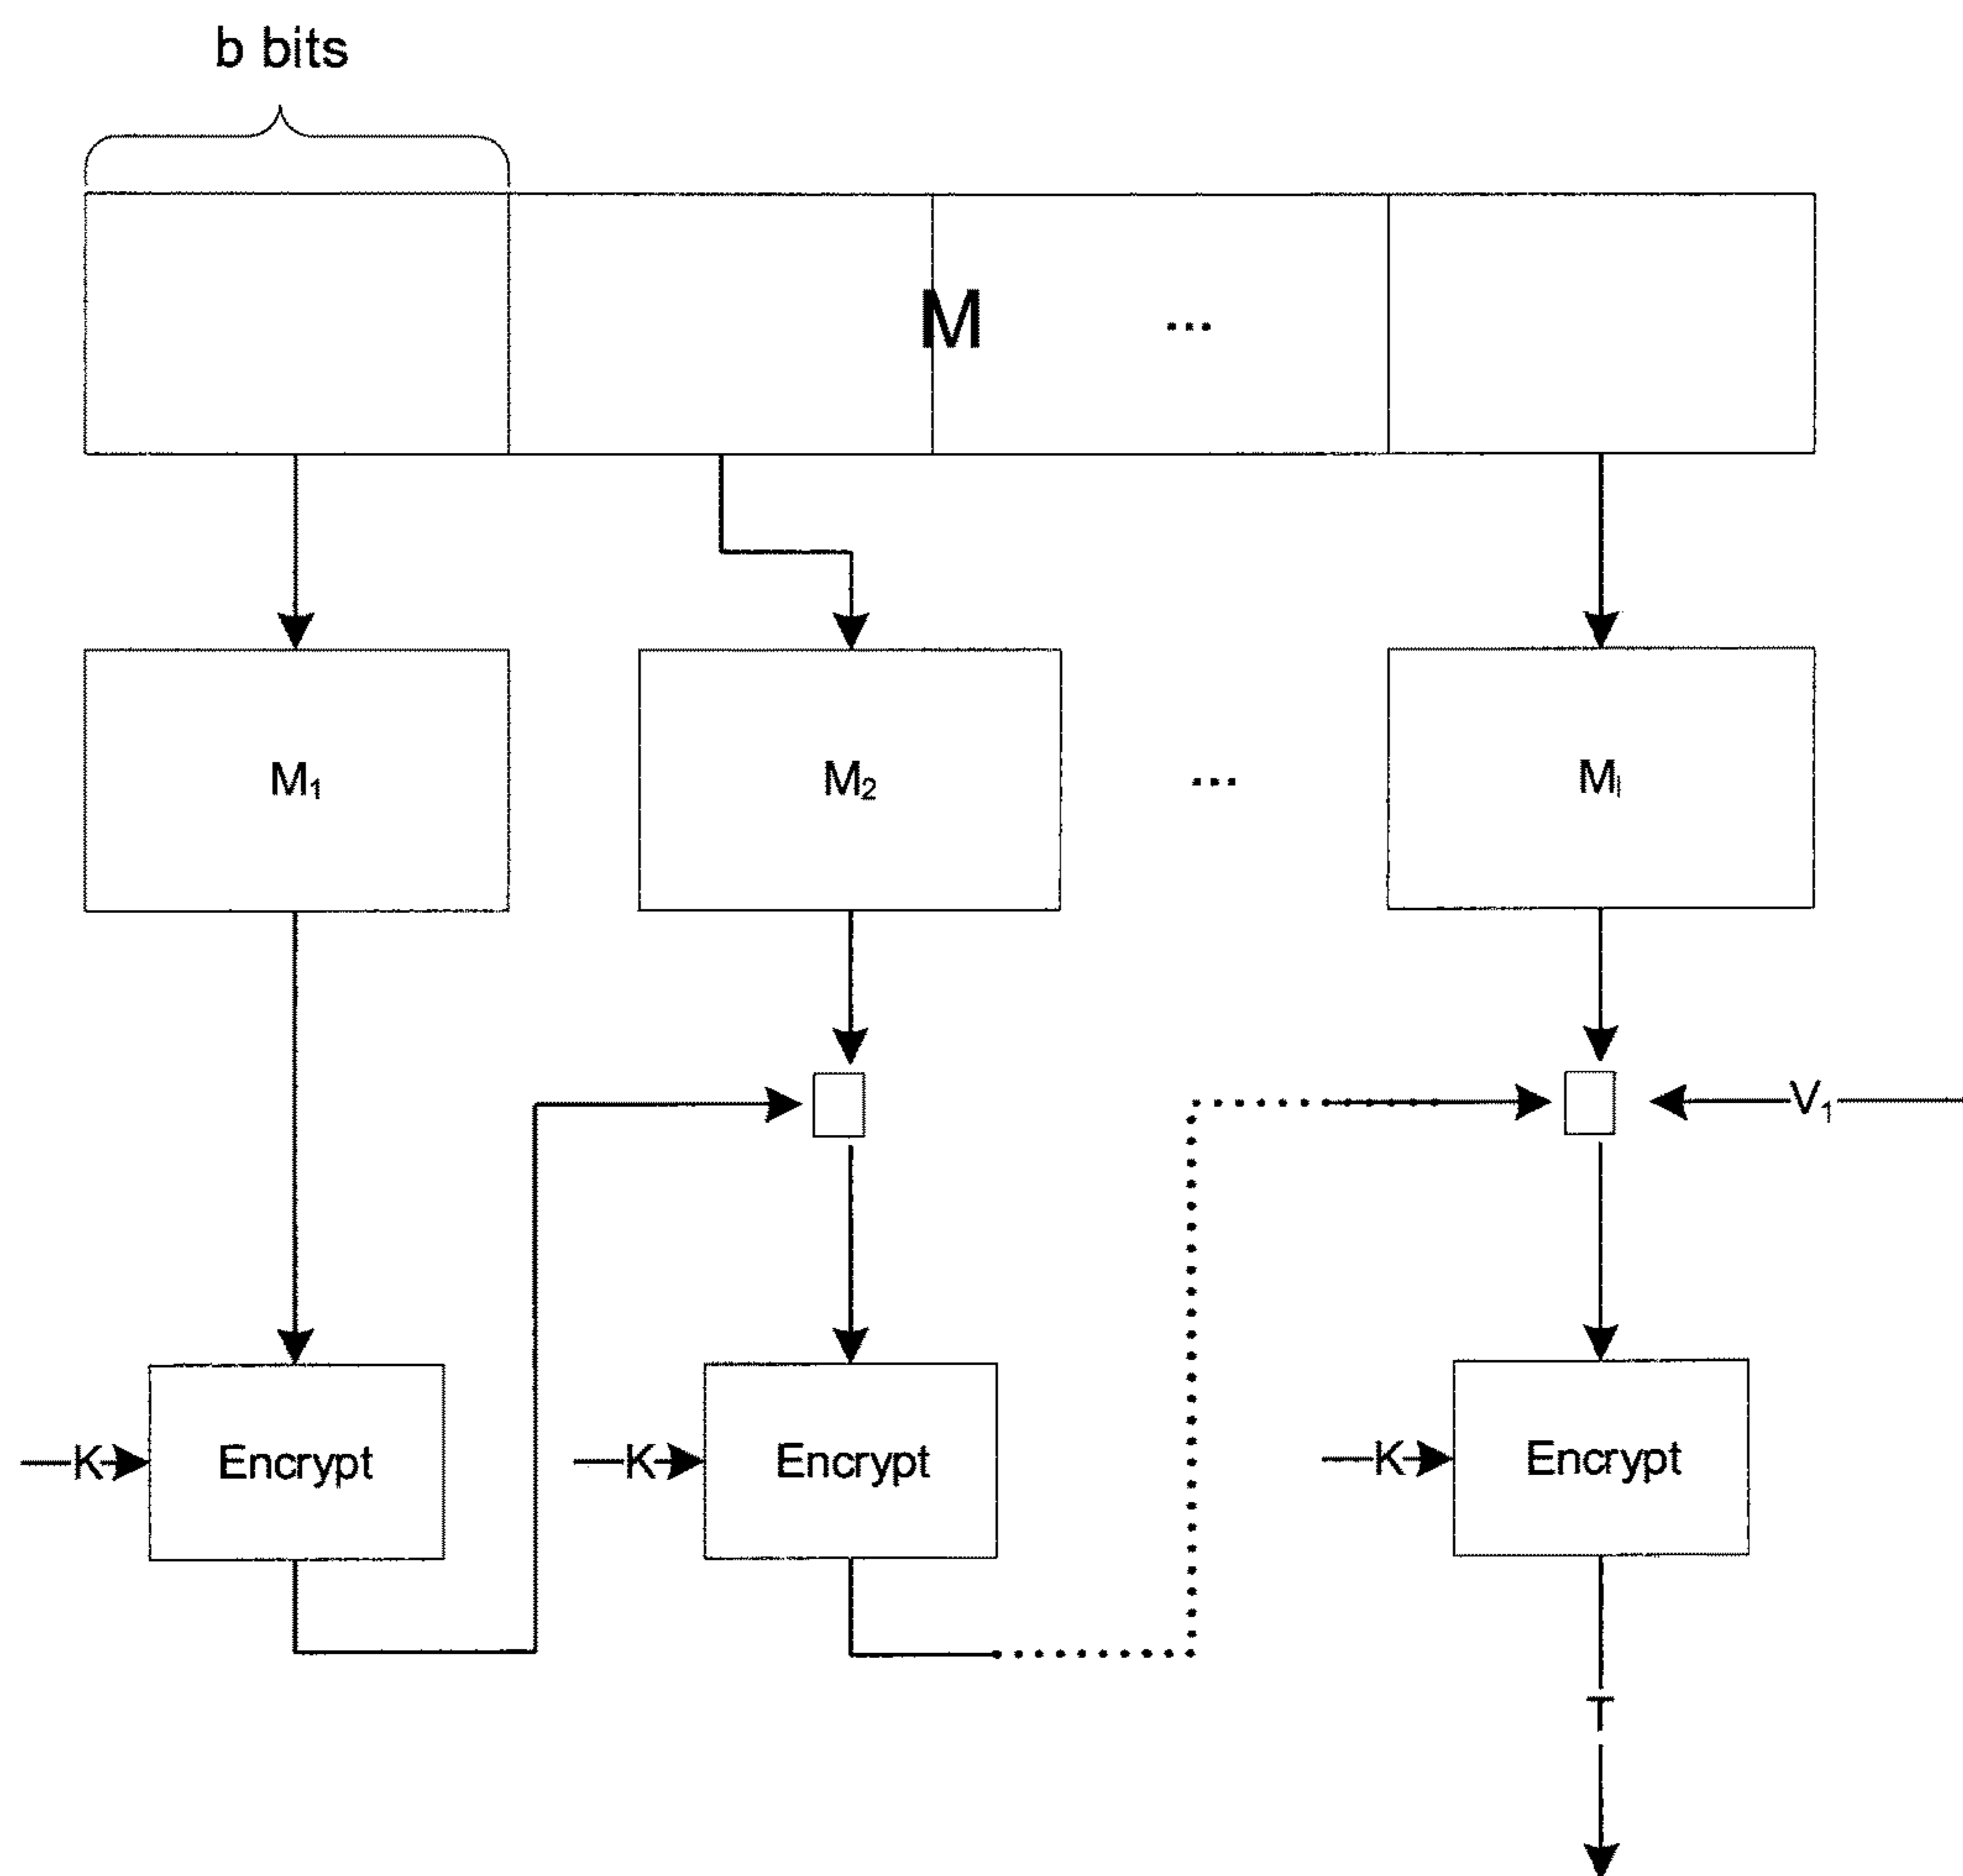 b bits
M ...
M₁ M₂ ... Mₗ
V₁
K Encrypt K Encrypt K Encrypt
T